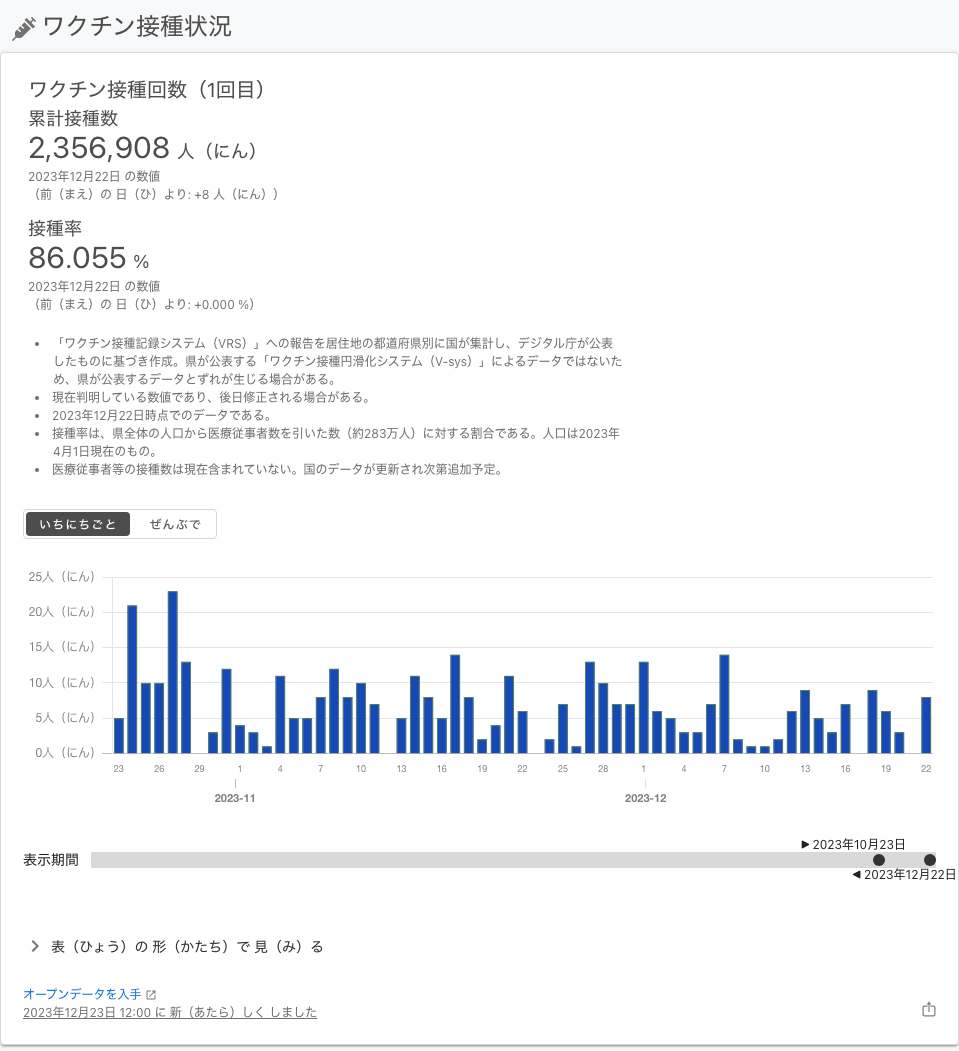 ワクチン接種状況
ワクチン接種回数（1回目）
累計接種数
2,356,908 人（にん）
2023年12月22日 の数値
（前（まえ）の 日（ひ）より: +8 人（にん））
接種率
86.055 %
2023年12月22日 の数値
（前（まえ）の 日（ひ）より: +0.000 %）
• 「ワクチン接種記録システム（VRS）」への報告を居住地の都道府県別に国が集計し、デジタル庁が公表
したものに基づき作成。県が公表する「ワクチン接種円滑化システム（V-sys）」によるデータではないた
め、県が公表するデータとずれが生じる場合がある。
• 現在判明している数値であり、後日修正される場合がある。
• 2023年12月22日時点でのデータである。
• 接種率は、県全体の人口から医療従事者数を引いた数（約283万人）に対する割合である。人口は2023年
4月1日現在のもの。
• 医療従事者等の接種数は現在含まれていない。国のデータが更新され次第追加予定。
いちにちごと ぜんぶで
25人（にん）
20人（にん）
15人（にん）
10人（にん）
5人（にん）
0人（にん）
23 26 29 1 4 7 10 13 16 19 22 25 28 1 4 7 10 13 16 19 22
2023-11 2023-12
▶ 2023年10月23日
表示期間
◀ 2023年12月22日
表（ひょう）の 形（かたち）で 見（み）る
オープンデータを入手
2023年12月23日 12:00 に 新（あたら）しく しました